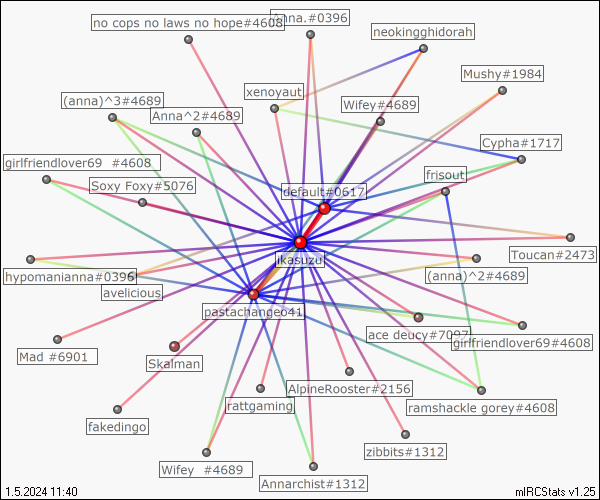 no cops no laws no hope#4608
Anna.#0396
neokingghidorah
Mushy#1984
xenoyaut
(anna)^3#4689
Wifey#4689
Anna^2#4689
Cypha#1717
girlfriendlover69  #4608
frisout
Soxy Foxy#5076
default#0617
Toucan#2473
jkasuzu
hypomanianna#0396
(anna)^2#4689
avelicious
pastachangeo41
ace deucy#7097
girlfriendlover69#4608
Mad #6901
Skalman
AlpineRooster#2156
rattgaming
ramshackle gorey#4608
fakedingo
zibbits#1312
Wifey  #4689
Annarchist#1312
1.5.2024 11:40
mIRCStats v1.25